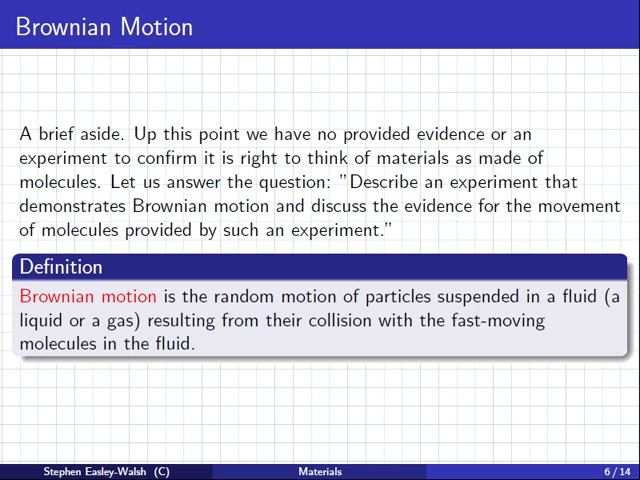 Brownian Motion
A brief aside. Up this point we have no provided evidence or an
experiment to confirm it is right to think of materials as made of
molecules. Let us answer the question: ”Describe an experiment that
demonstrates Brownian motion and discuss the evidence for the movement
of molecules provided by such an experiment.”
Definition
Brownian motion is the random motion of particles suspended in a fluid (a
liquid or a gas) resulting from their collision with the fast-moving
molecules in the fluid.
Stephen Easley-Walsh (C) Materials 6 / 14